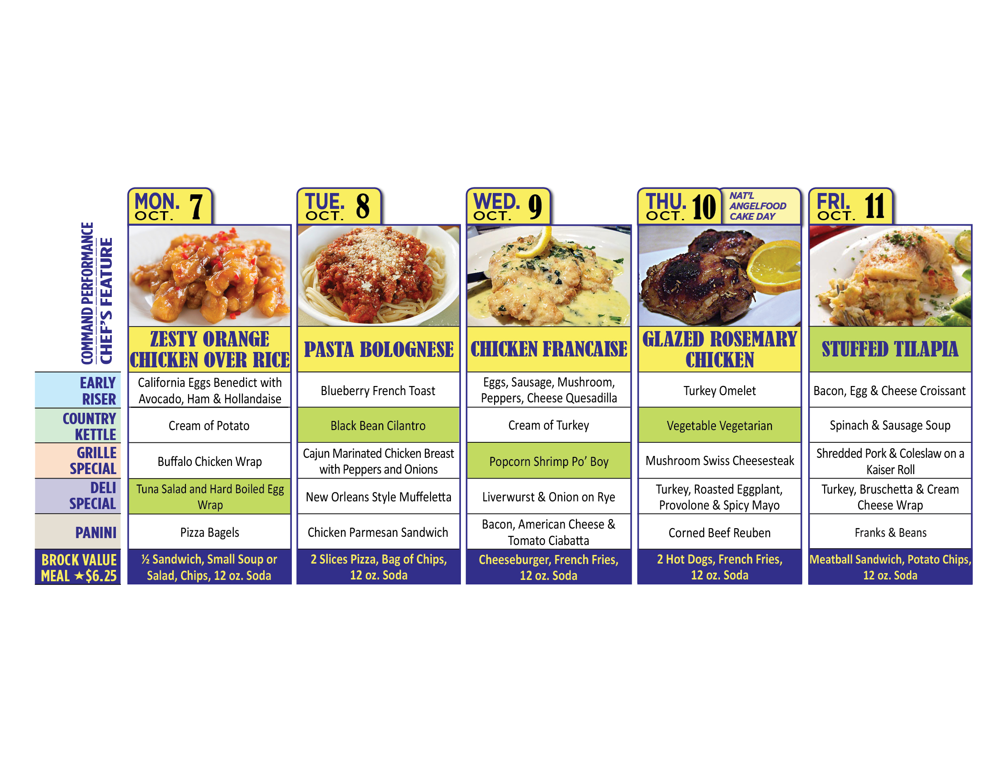 MON. 7
OCT.
TUE. 8
OCT.
WED. 9
OCT.
THU. 10
OCT.
NAT'L
ANGELFOOD
CAKE DAY
FRI. 11
OCT.
COMMAND PERFORMANCE
CHEF'S FEATURE
ZESTY ORANGE
CHICKEN OVER RICE
PASTA BOLOGNESE
CHICKEN FRANCAISE
GLAZED ROSEMARY
CHICKEN
STUFFED TILAPIA
EARLY
RISER
California Eggs Benedict with
Avocado, Ham & Hollandaise
Blueberry French Toast
Eggs, Sausage, Mushroom,
Peppers, Cheese Quesadilla
Turkey Omelet
Bacon, Egg & Cheese Croissant
COUNTRY
KETTLE
Cream of Potato
Black Bean Cilantro
Cream of Turkey
Vegetable Vegetarian
Spinach & Sausage Soup
GRILLE
SPECIAL
Buffalo Chicken Wrap
Cajun Marinated Chicken Breast
with Peppers and Onions
Popcorn Shrimp Po' Boy
Mushroom Swiss Cheesesteak
Shredded Pork & Coleslaw on a
Kaiser Roll
DELI
SPECIAL
Tuna Salad and Hard Boiled Egg
Wrap
New Orleans Style Muffeletta
Liverwurst & Onion on Rye
Turkey, Roasted Eggplant,
Provolone & Spicy Mayo
Turkey, Bruschetta & Cream
Cheese Wrap
PANINI
Pizza Bagels
Chicken Parmesan Sandwich
Bacon, American Cheese &
Tomato Ciabatta
Corned Beef Reuben
Franks & Beans
BROCK VALUE
MEAL ★$6.25
½ Sandwich, Small Soup or
Salad, Chips, 12 oz. Soda
2 Slices Pizza, Bag of Chips,
12 oz. Soda
Cheeseburger, French Fries,
12 oz. Soda
2 Hot Dogs, French Fries,
12 oz. Soda
Meatball Sandwich, Potato Chips,
12 oz. Soda